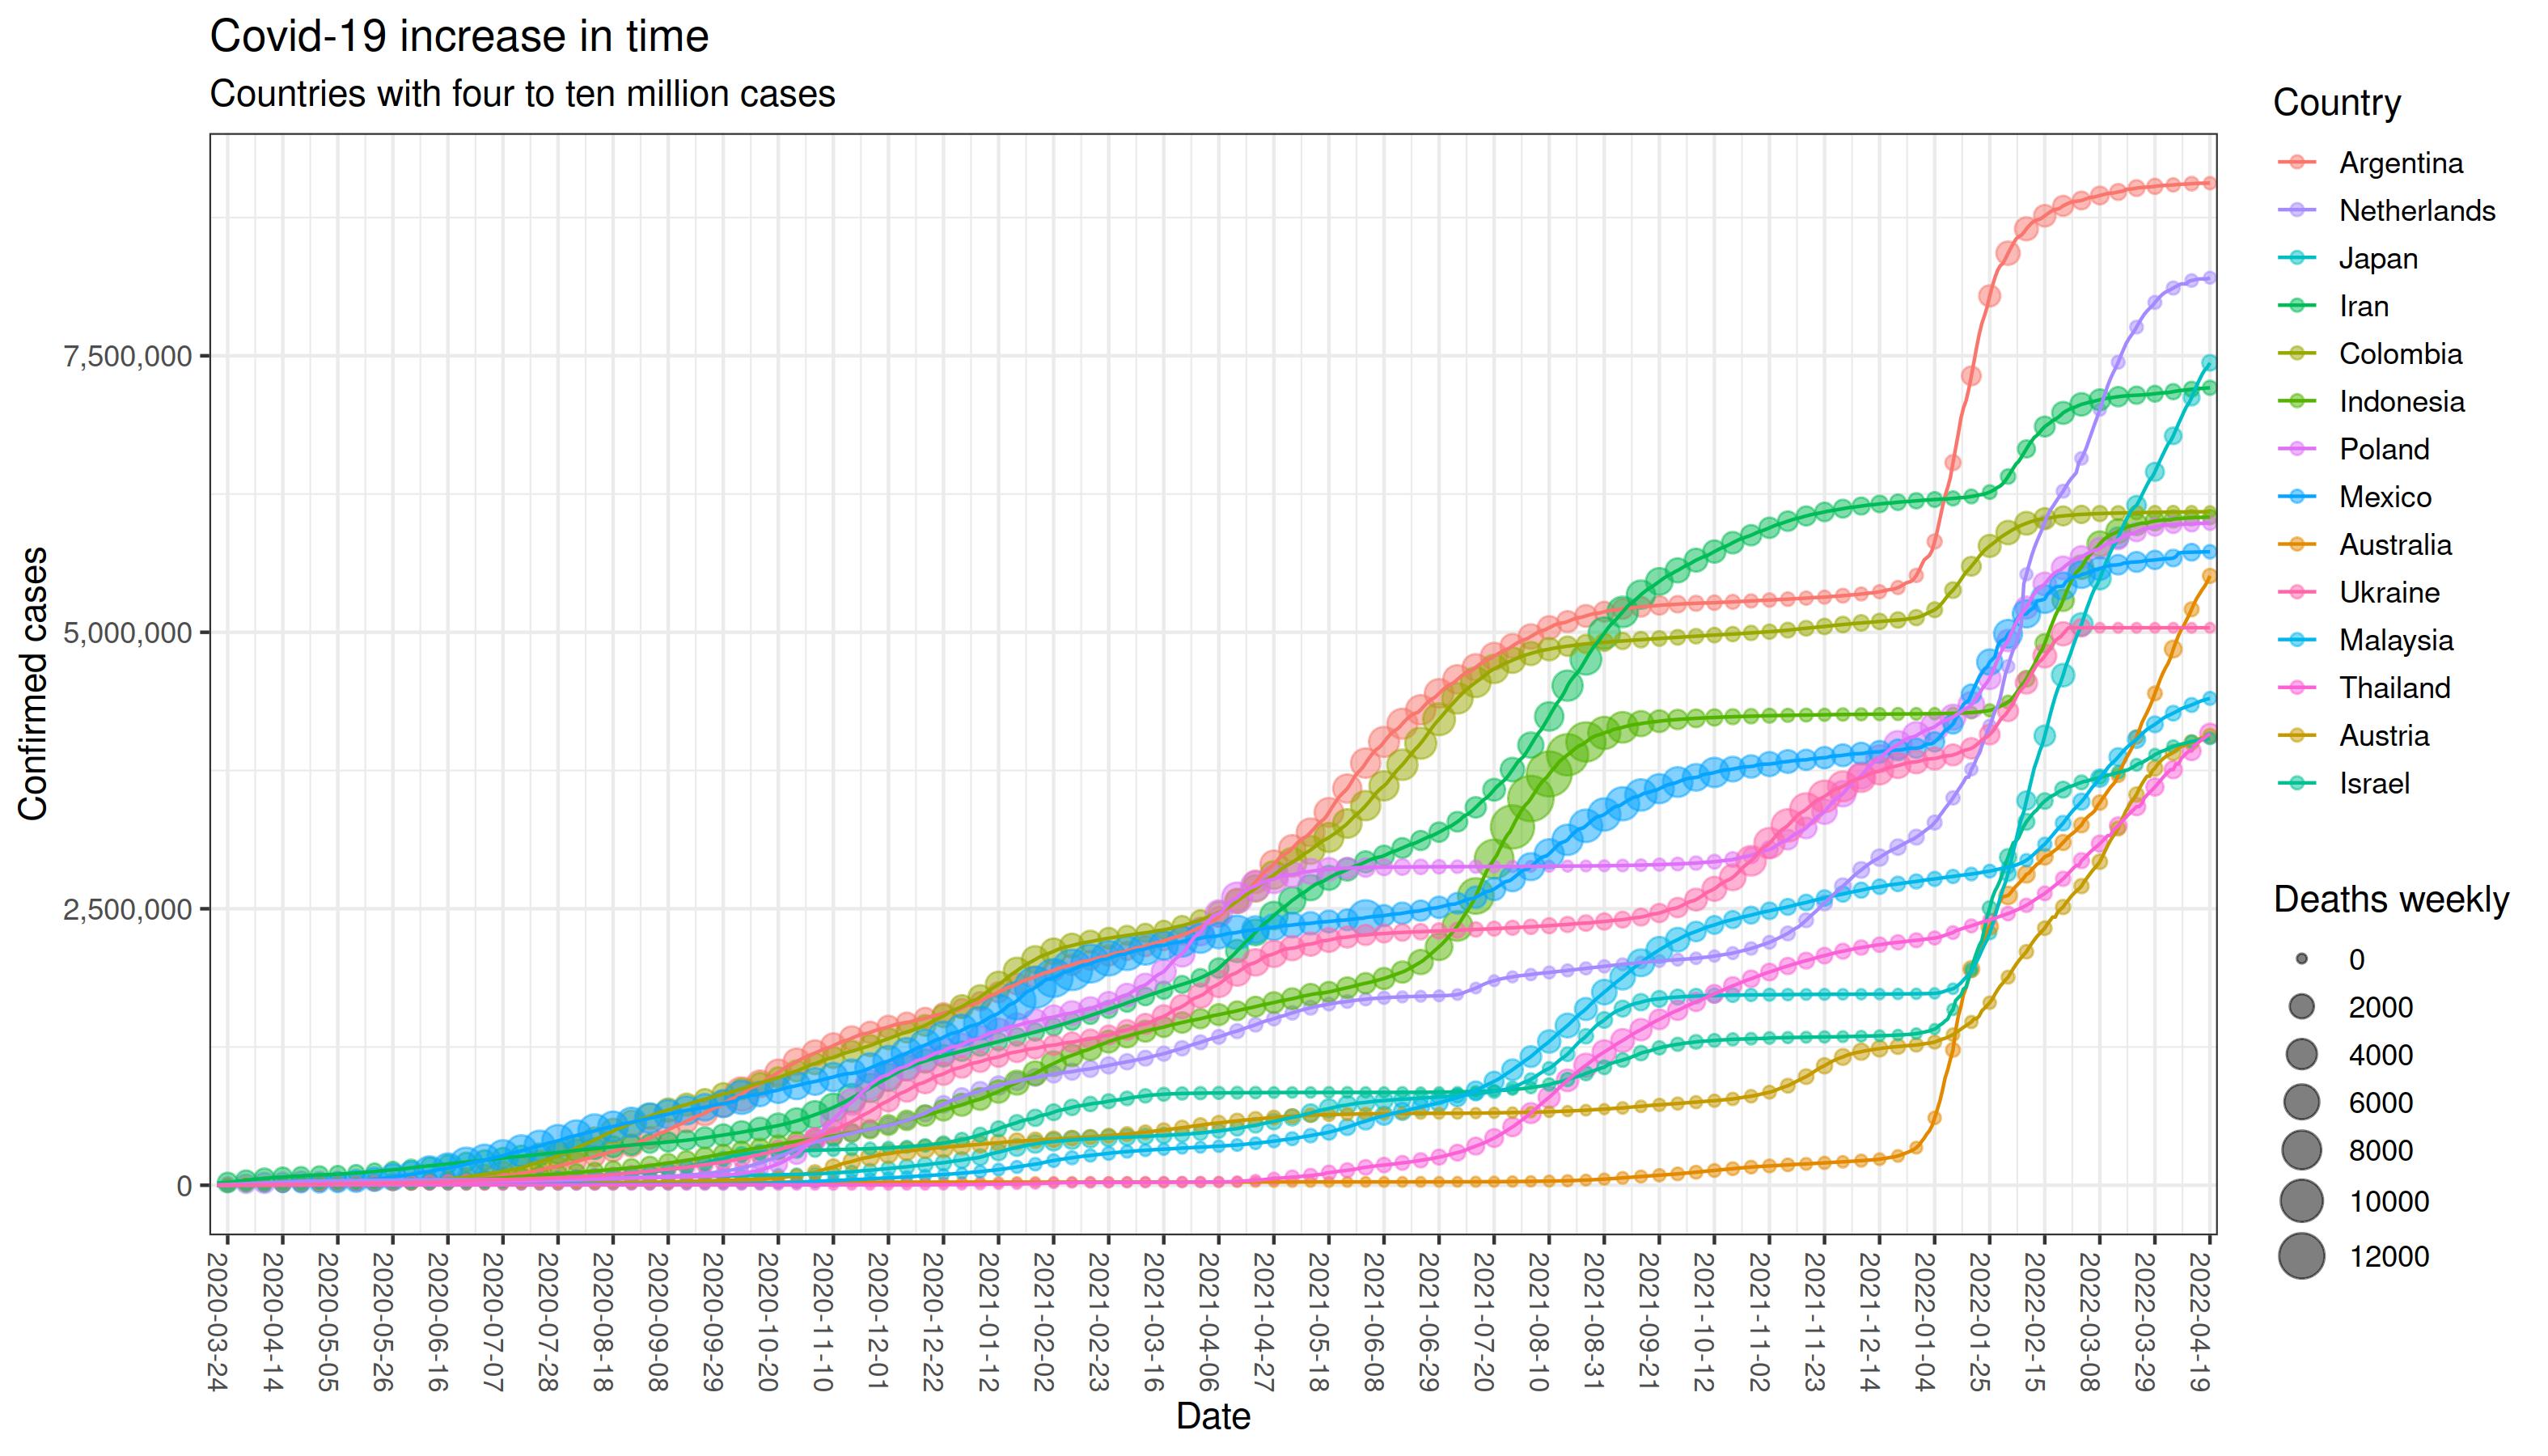 Covid-19 increase in time
Countries with four to ten million cases
Confirmed cases
7,500,000
5,000,000
2,500,000
0
2020-03-24
2020-04-14
2020-05-05
2020-05-26
2020-06-16
2020-07-07
2020-07-28
2020-08-18
2020-09-08
2020-09-29
2020-10-20
2020-11-10
2020-12-01
2020-12-22
2021-01-12
2021-02-02
2021-02-23
2021-03-16
2021-04-06
2021-04-27
2021-05-18
2021-06-08
2021-06-29
2021-07-20
2021-08-10
2021-08-31
2021-09-21
2021-10-12
2021-11-02
2021-11-23
2021-12-14
2022-01-04
2022-01-25
2022-02-15
2022-03-08
2022-03-29
2022-04-19
Date
Country
Argentina
Netherlands
Japan
Iran
Colombia
Indonesia
Poland
Mexico
Australia
Ukraine
Malaysia
Thailand
Austria
Israel
Deaths weekly
0
2000
4000
6000
8000
10000
12000